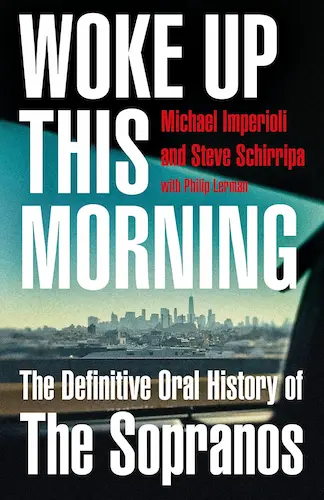 WOKE UP
THIS
MORNING
Michael Imperioli
and Steve Schirripa
with Philip Lerman
The Definitive Oral History of
The Sopranos